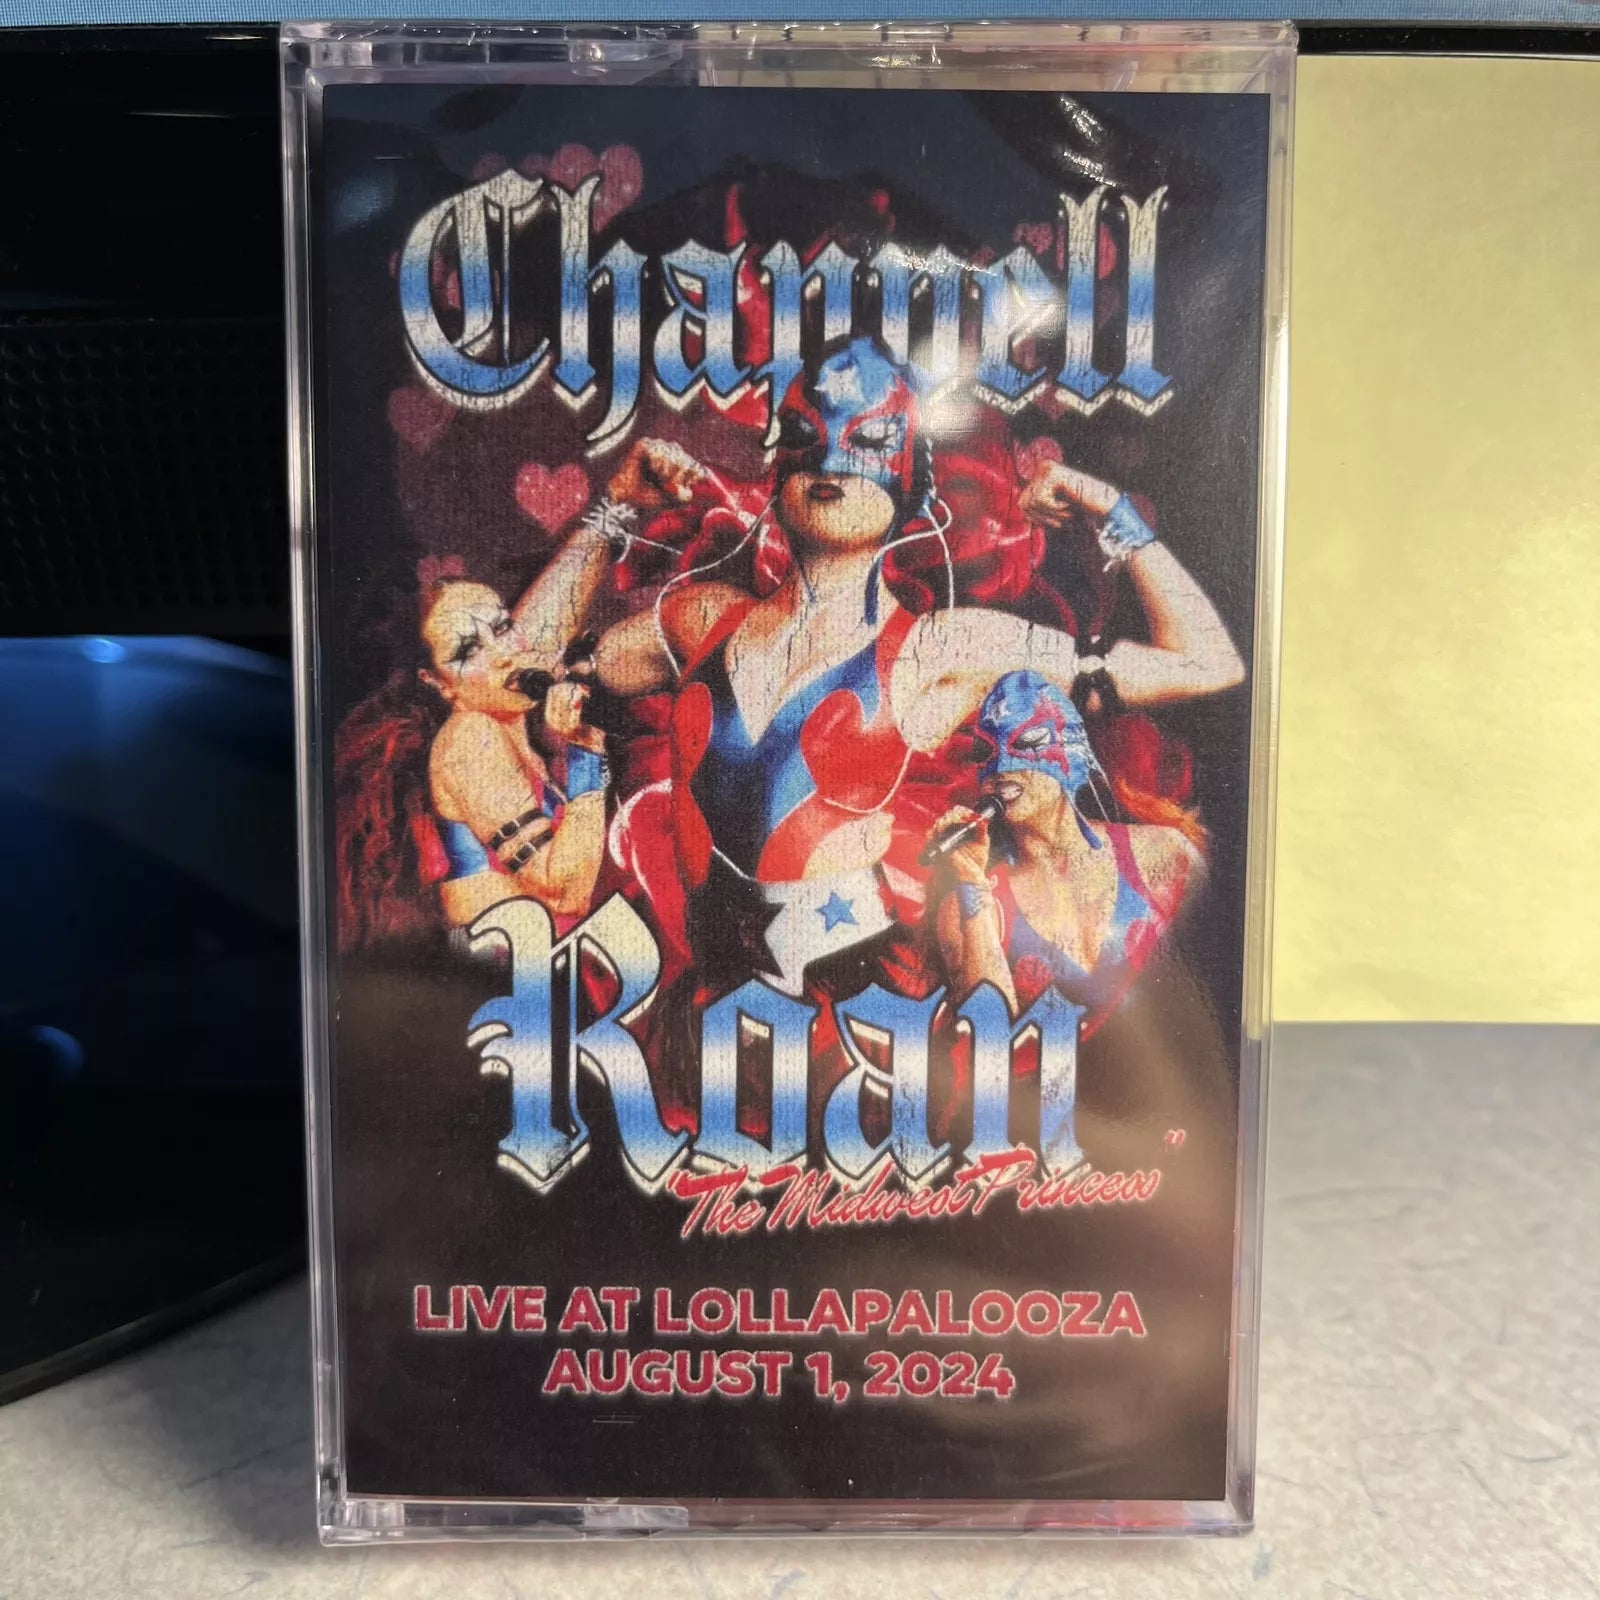 Chappell
Roan
"The Midwest Princess"
LIVE AT LOLLAPALOOZA
AUGUST 1, 2024